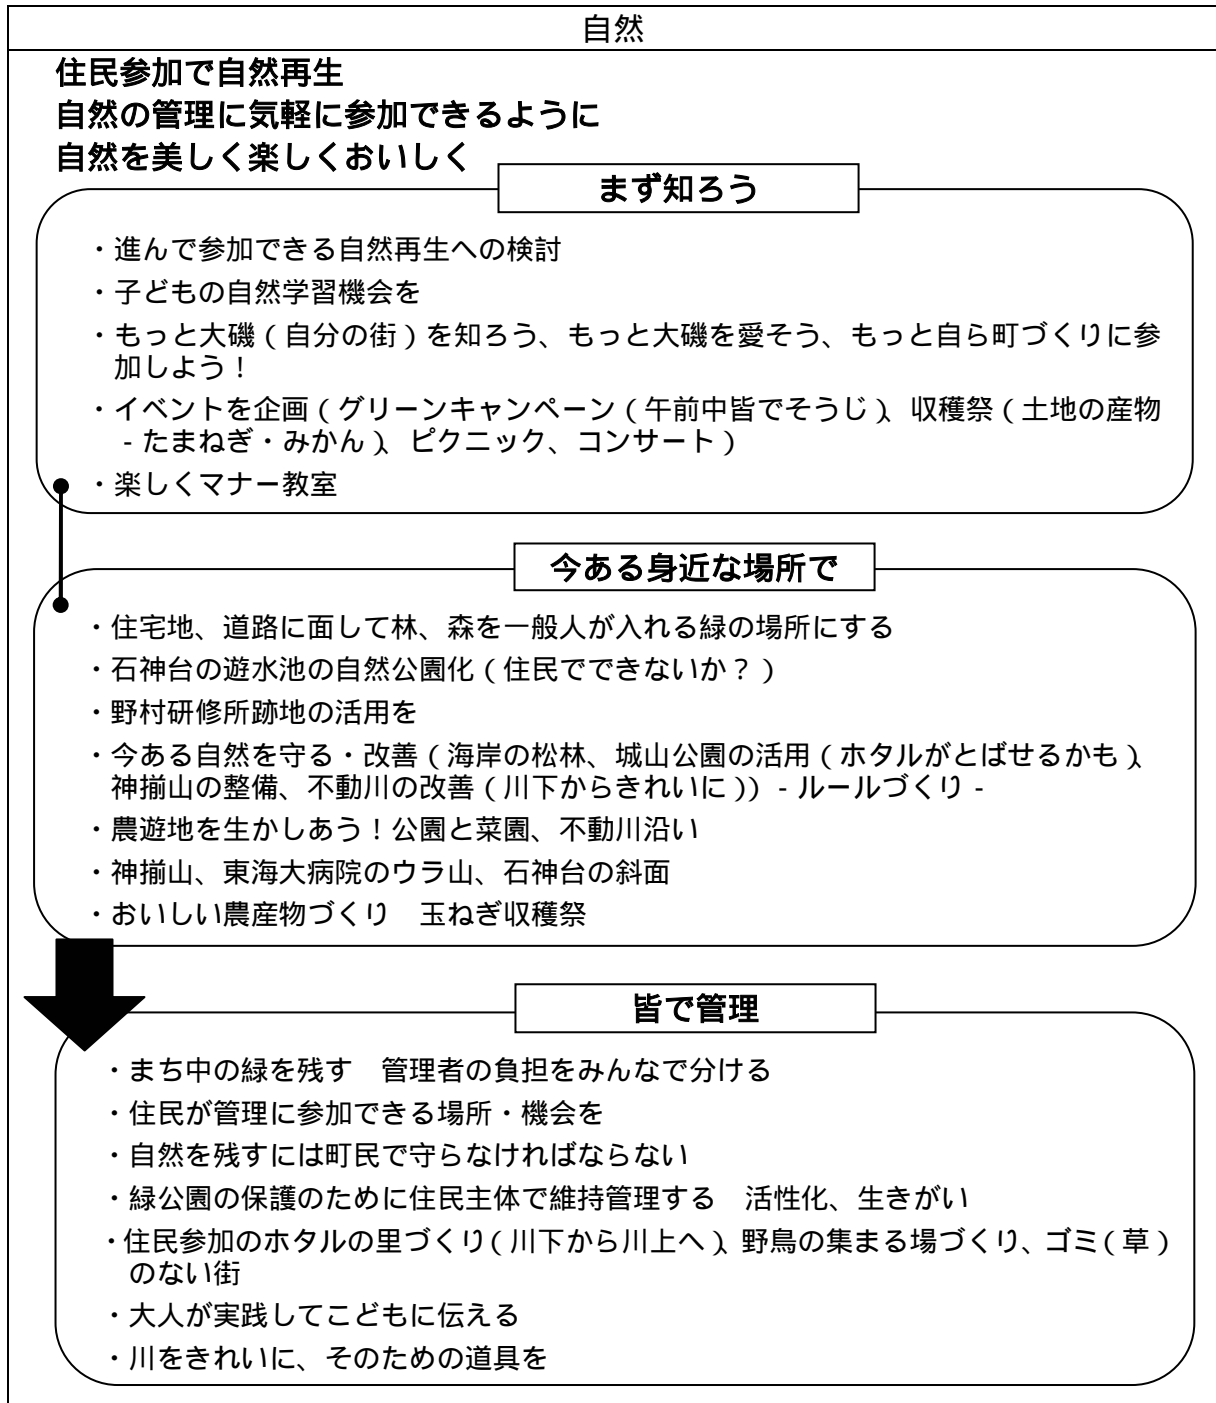 自然
住民参加で自然再生
自然の管理に気軽に参加できるように
自然を美しく楽しくおいしく
まず知ろう
・進んで参加できる自然再生への検討
・子どもの自然学習機会を
・もっと大磯（自分の街）を知ろう、もっと大磯を愛そう、もっと自ら町づくりに参
加しよう！
・イベントを企画（グリーンキャンペーン（午前中皆でそうじ）、収穫祭（土地の産物
- たまねぎ・みかん）、ピクニック、コンサート）
・楽しくマナー教室
今ある身近な場所で
・住宅地、道路に面して林、森を一般人が入れる緑の場所にする
・石神台の遊水池の自然公園化（住民でできないか？）
・野村研修所跡地の活用を
・今ある自然を守る・改善（海岸の松林、城山公園の活用（ホタルがとばせるかも）、
神揃山の整備、不動川の改善（川下からきれいに）） - ルールづくり -
・農遊地を生かしあう！公園と菜園、不動川沿い
・神揃山、東海大病院のウラ山、石神台の斜面
・おいしい農産物づくり　玉ねぎ収穫祭
皆で管理
・まち中の緑を残す　管理者の負担をみんなで分ける
・住民が管理に参加できる場所・機会を
・自然を残すには町民で守らなければならない
・緑公園の保護のために住民主体で維持管理する　活性化、生きがい
・住民参加のホタルの里づくり（川下から川上へ）、野鳥の集まる場づくり、ゴミ（草）
のない街
・大人が実践してこどもに伝える
・川をきれいに、そのための道具を